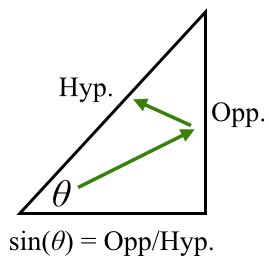 Hyp.
Opp.
θ
sin(θ) = Opp/Hyp.